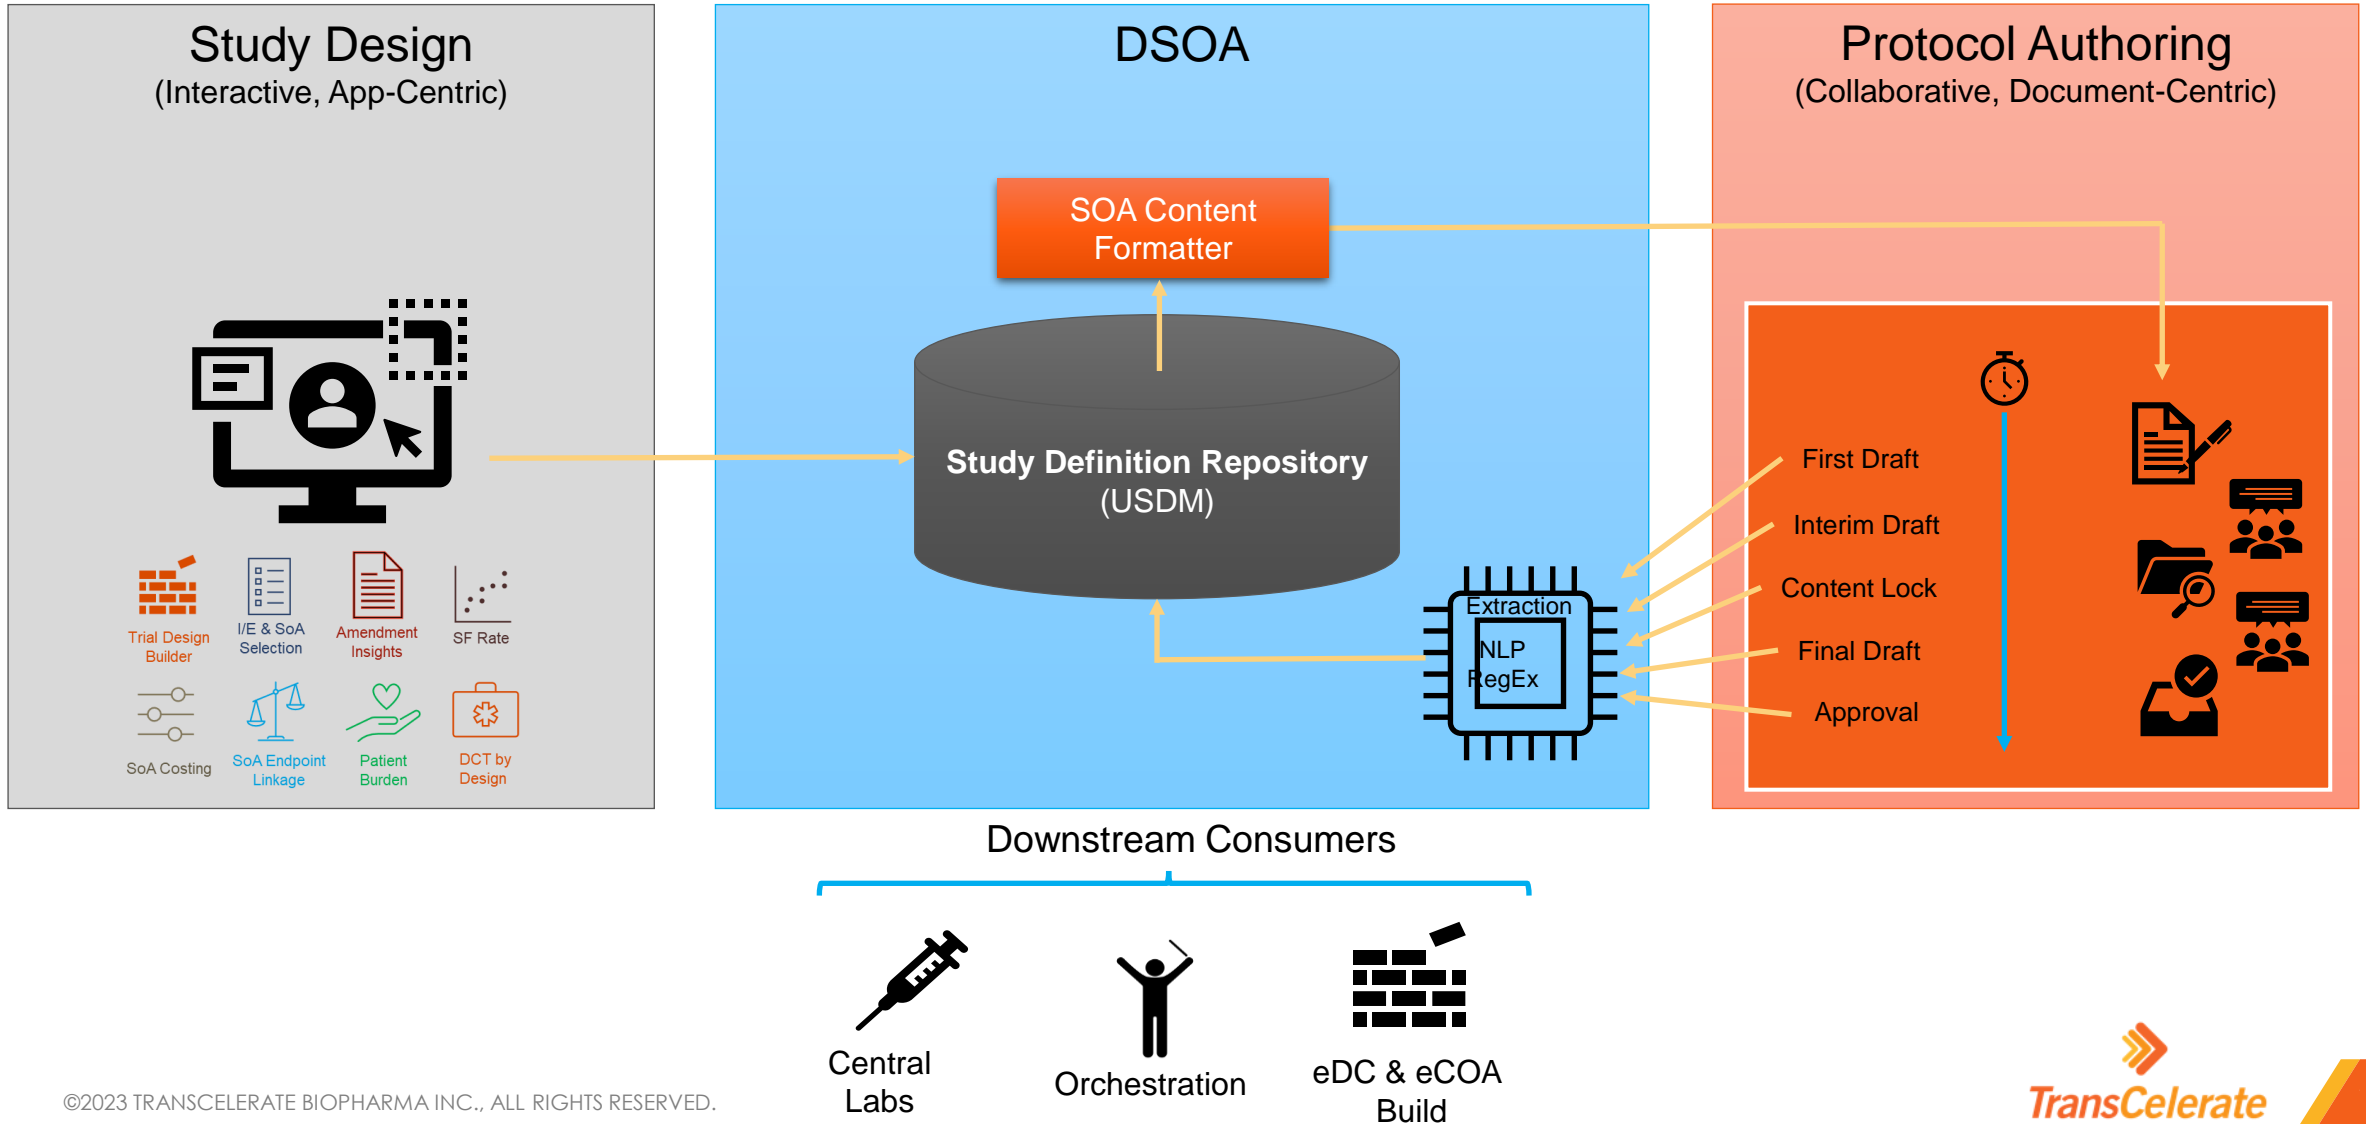 Study Design
(Interactive, App-Centric)
Trial Design
Builder
I/E & SoA
Selection
Amendment
Insights
SF Rate
SoA Costing
SoA Endpoint
Linkage
Patient
Burden
DCT by
Design
DSOA
SOA Content
Formatter
Study Definition Repository
(USDM)
Extraction
NLP
RegEx
Protocol Authoring
(Collaborative, Document-Centric)
First Draft
Interim Draft
Content Lock
Final Draft
Approval
Downstream Consumers
Central
Labs
Orchestration
eDC & eCOA
Build
©2023 TRANSCELERATE BIOPHARMA INC., ALL RIGHTS RESERVED.
TransCelerate